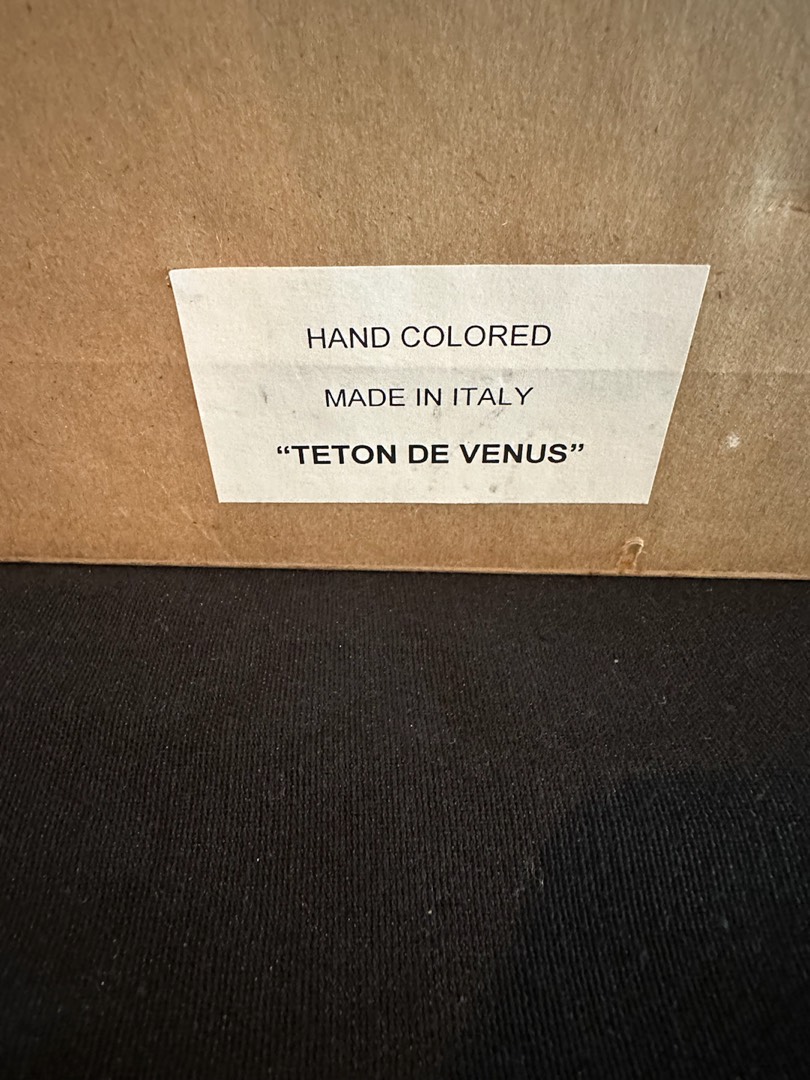 HAND COLORED
MADE IN ITALY
“TETON DE VENUS”